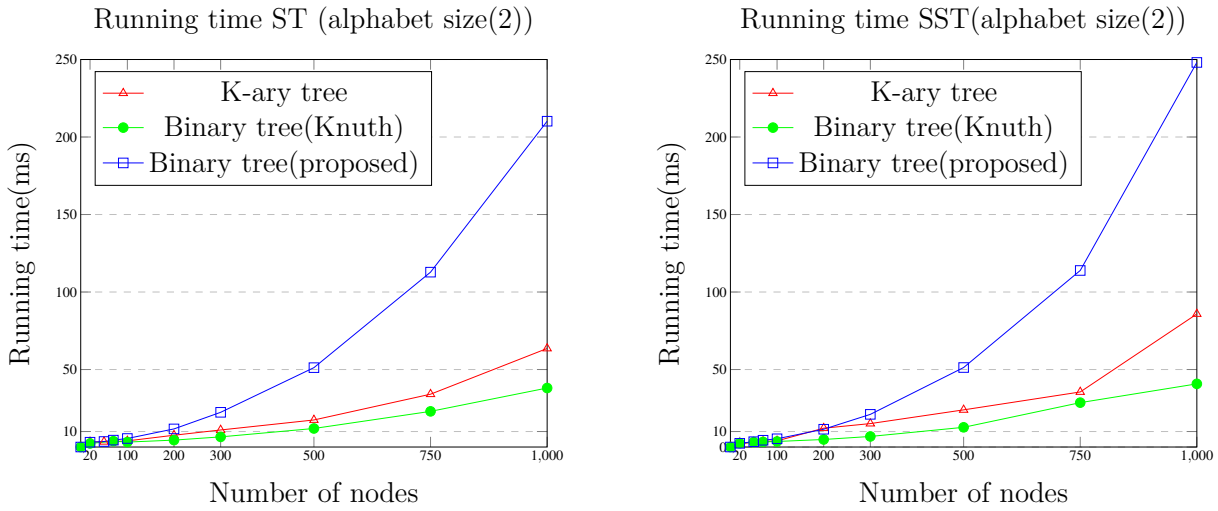 Running time ST (alphabet size(2))
Running time(ms)
250
200
150
100
50
10
0
K-ary tree
Binary tree(Knuth)
Binary tree(proposed)
20 100 200 300 500 750 1,000
Number of nodes
Running time SST(alphabet size(2))
Running time(ms)
250
200
150
100
50
10
0
K-ary tree
Binary tree(Knuth)
Binary tree(proposed)
20 100 200 300 500 750 1,000
Number of nodes